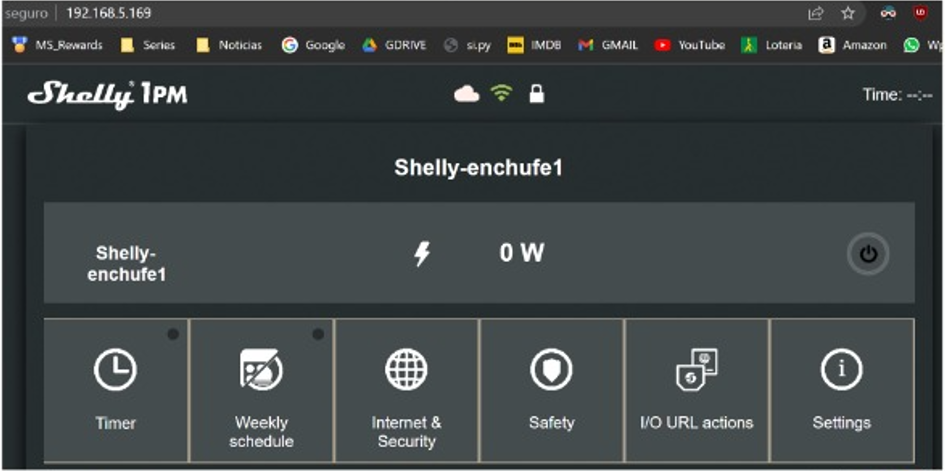 seguro | 192.168.5.169
MS_Rewards Series Noticias Google GDRIVE si.py IMDB GMAIL YouTube Loteria Amazon
Shelly 1PM Time: --:--
Shelly-enchufe1
Shelly-
enchufe1
0 W
Timer
Weekly
schedule
Internet &
Security
Safety
I/O URL actions
Settings